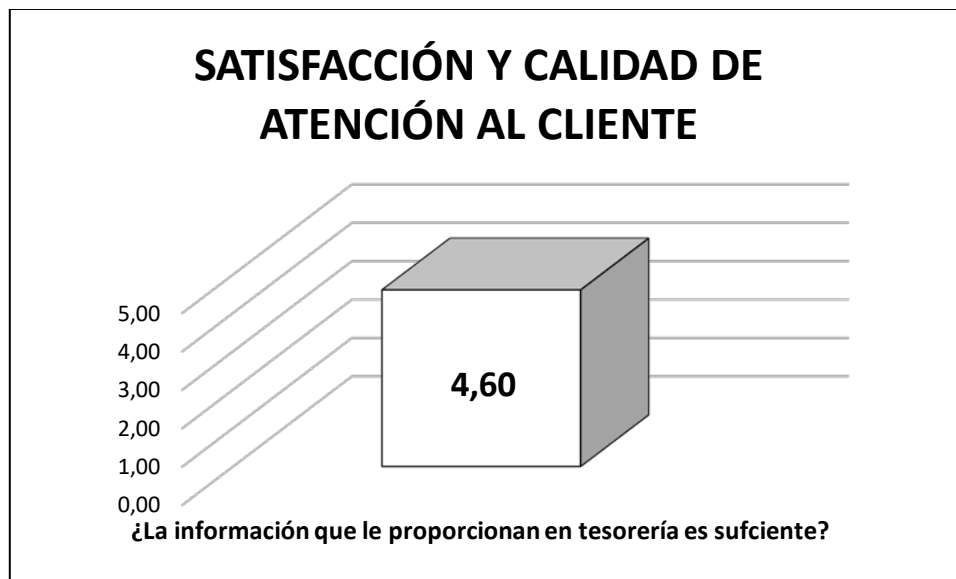 SATISFACCIÓN Y CALIDAD DE
ATENCIÓN AL CLIENTE
5,00
4,00
3,00
2,00
1,00
0,00
4,60
¿La información que le proporcionan en tesorería es sufciente?